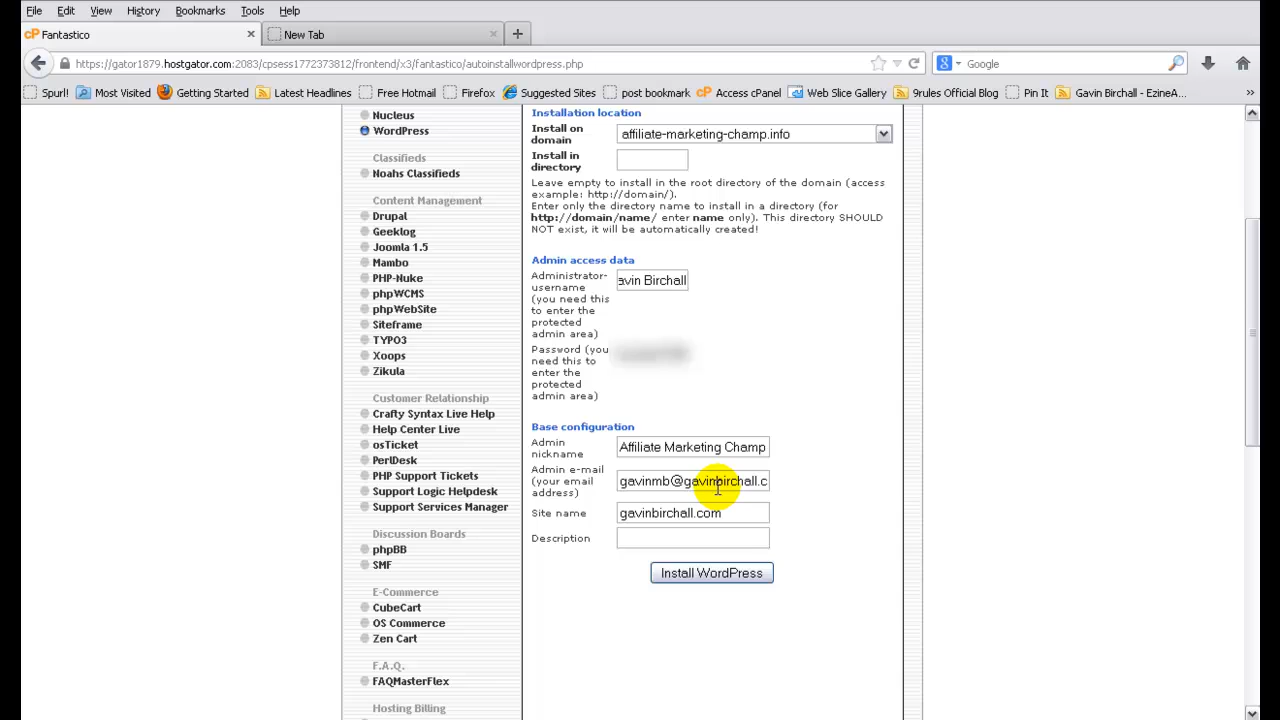 File Edit View History Bookmarks Tools Help
cP Fantastico × New Tab × +
https://gator1879.hostgator.com:2083/cpsess1772373812/frontend/x3/fantastico/autoinstallwordpress.php Google
Spurl! Most Visited Getting Started Latest Headlines Free Hotmail Firefox Suggested Sites post bookmark cP Access cPanel Web Slice Gallery 9rules Official Blog Pin It Gavin Birchall - EzineA... »
Nucleus
WordPress
Classifieds
Noahs Classifieds
Content Management
Drupal
Geeklog
Joomla 1.5
Mambo
PHP-Nuke
phpWCMS
phpWebSite
Siteframe
TYPO3
Xoops
Zikula
Customer Relationship
Crafty Syntax Live Help
Help Center Live
osTicket
PerlDesk
PHP Support Tickets
Support Logic Helpdesk
Support Services Manager
Discussion Boards
phpBB
SMF
E-Commerce
CubeCart
OS Commerce
Zen Cart
F.A.Q.
FAQMasterFlex
Hosting Billing
Installation location
Install on
domain
affiliate-marketing-champ.info
Install in
directory
Leave empty to install in the root directory of the domain (access
example: http://domain/).
Enter only the directory name to install in a directory (for
http://domain/name/ enter name only). This directory SHOULD
NOT exist, it will be automatically created!
Admin access data
Administrator-
username
(you need this
to enter the
protected
admin area)
avin Birchall
Password (you
need this to
enter the
protected
admin area)
Base configuration
Admin
nickname
Affiliate Marketing Champ
Admin e-mail
(your email
address)
gavinmb@gavinbirchall.c
Site name
gavinbirchall.com
Description
Install WordPress